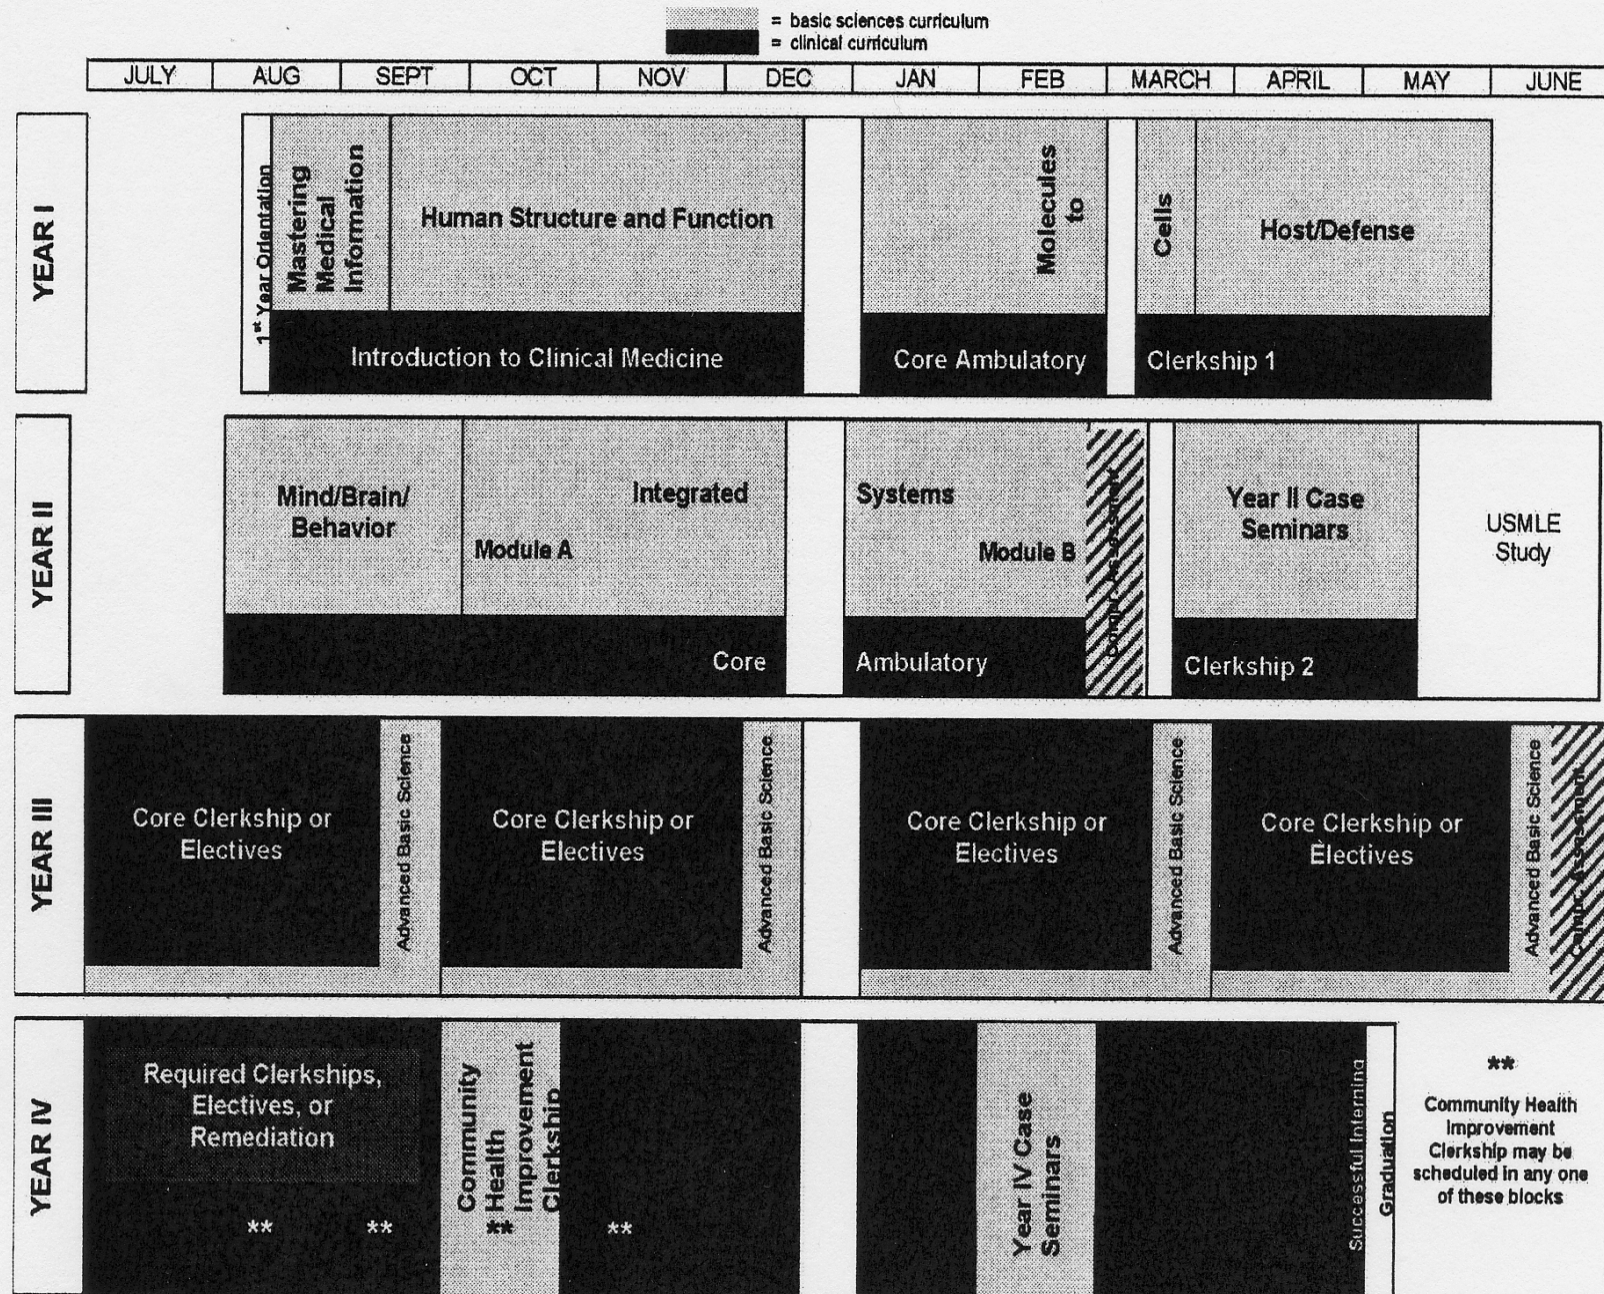 = basic sciences curriculum
= clinical curriculum
JULY AUG SEPT OCT NOV DEC JAN FEB MARCH APRIL MAY JUNE
YEAR I
1st Year Orientation
Mastering
Medical
Information
Human Structure and Function
Molecules
to
Cells
Host/Defense
Introduction to Clinical Medicine
Core Ambulatory
Clerkship 1
YEAR II
Mind/Brain/
Behavior
Integrated
Module A
Systems
Module B
Year II Case
Seminars
USMLE
Study
Core
Ambulatory
Clerkship 2
YEAR III
Core Clerkship or
Electives
Advanced Basic Science
Core Clerkship or
Electives
Advanced Basic Science
Core Clerkship or
Electives
Advanced Basic Science
Core Clerkship or
Electives
Advanced Basic Science
YEAR IV
Required Clerkships,
Electives, or
Remediation
** **
Community
Health
Improvement
Clerkship
**
**
Year IV Case
Seminars
Successful Interning
Graduation
**
Community Health
Improvement
Clerkship may be
scheduled in any one
of these blocks